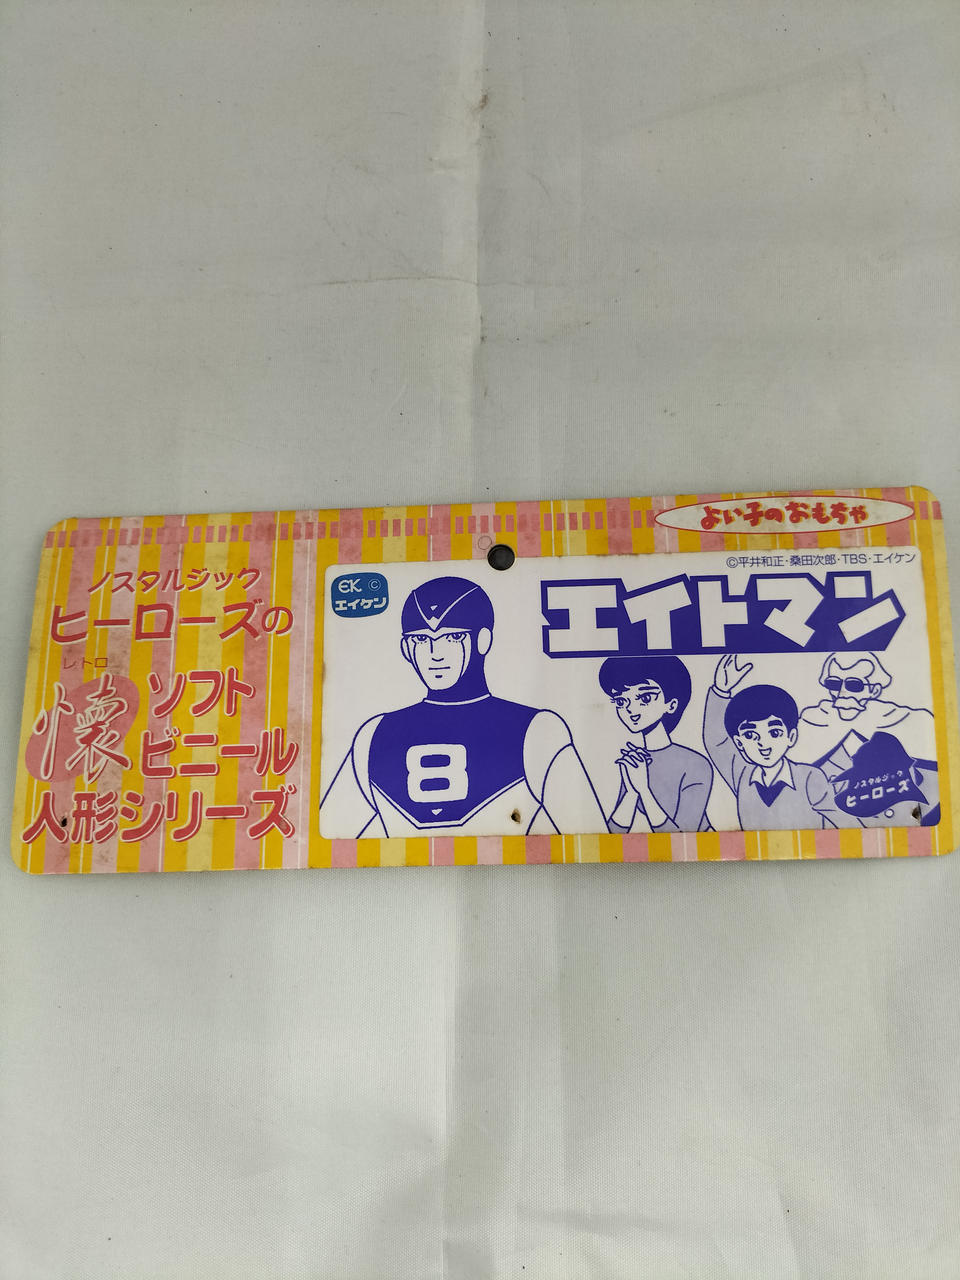 よい子のおもちゃ
©平井和正・桑田次郎・TBS・エイケン
ノスタルジック
ヒーローズの
レトロ
懐
ソフト
ビニール
人形シリーズ
EK ©
エイケン
エイトマン
8
ノスタルジック
ヒーローズ